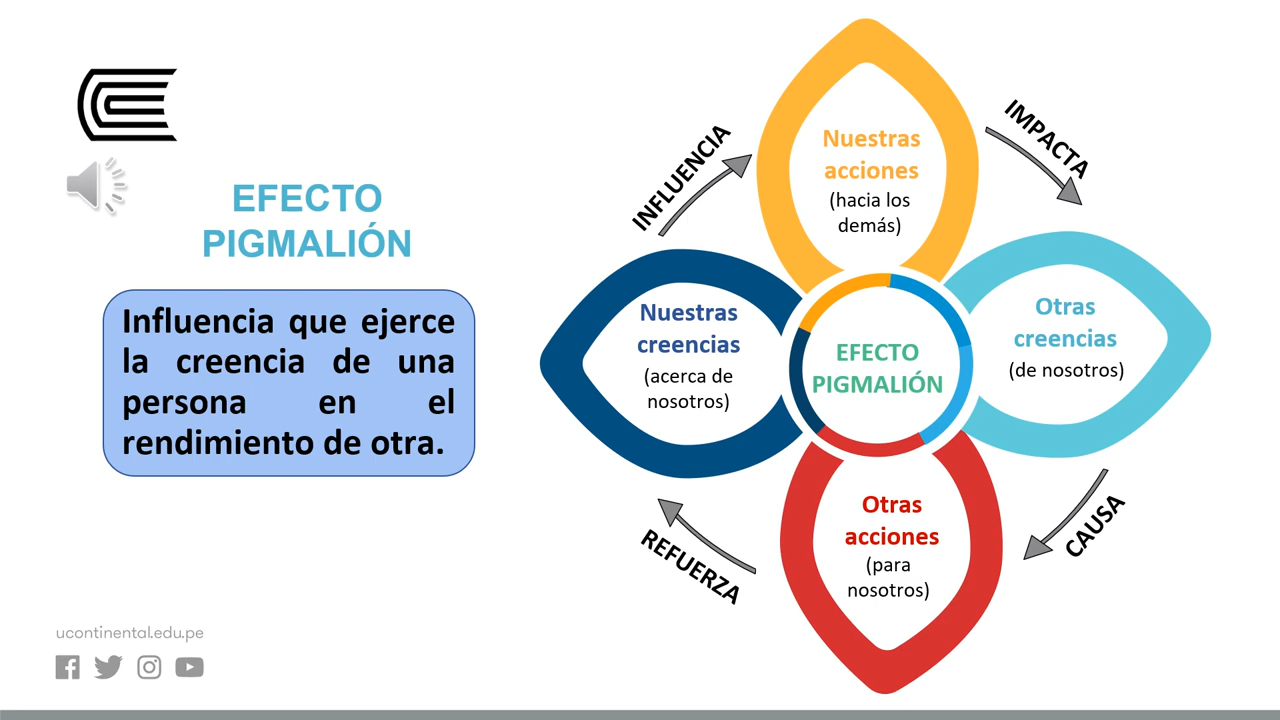 EFECTO
PIGMALIÓN
Influencia que ejerce
la creencia de una
persona en el
rendimiento de otra.
ucontinental.edu.pe
INFLUENCIA
Nuestras
acciones
(hacia los
demás)
IMPACTA
Nuestras
creencias
(acerca de
nosotros)
EFECTO
PIGMALIÓN
Otras
creencias
(de nosotros)
REFUERZA
Otras
acciones
(para
nosotros)
CAUSA